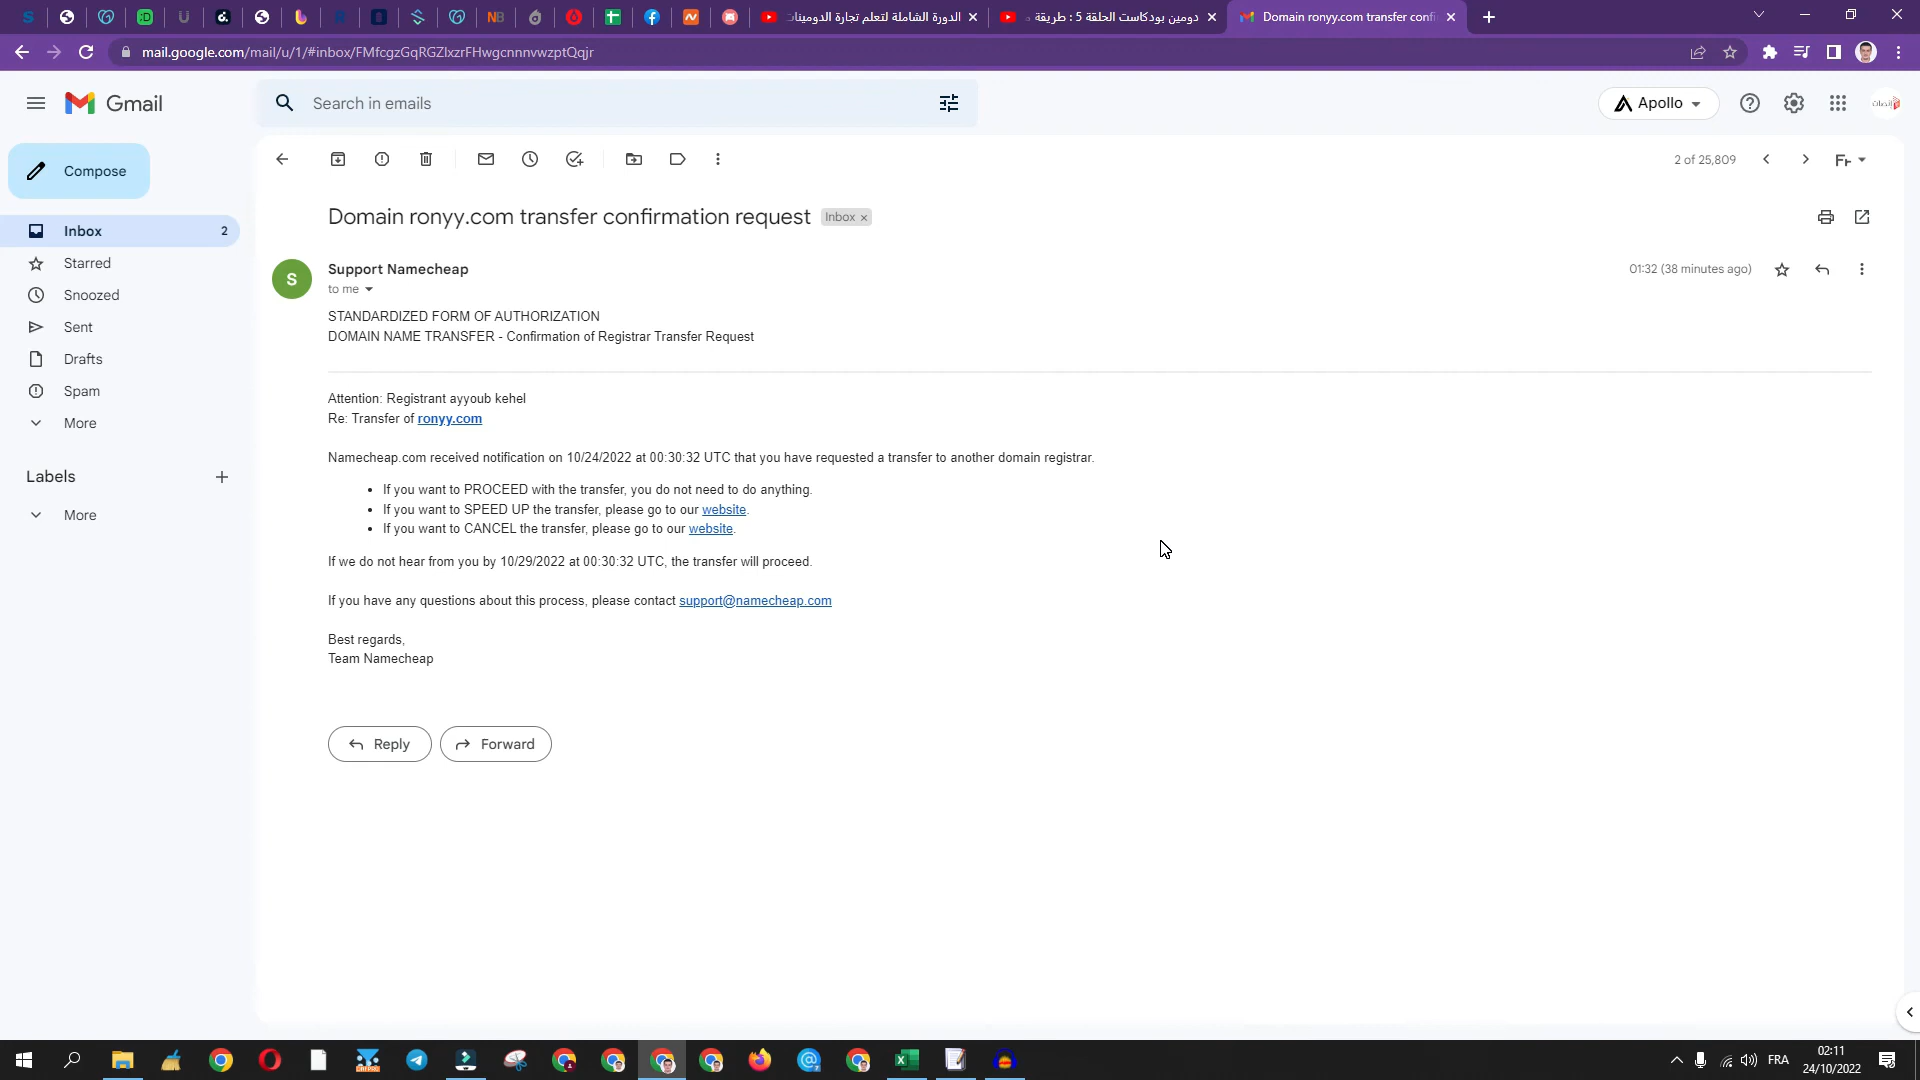 الدورة الشاملة لتعلم تجارة الدومينات
دومين بودكاست الحلقة 5 : طريقة
Domain ronyy.com transfer confi
mail.google.com/mail/u/1/#inbox/FMfcgzGqRGZlxzrFHwgcnnnvwzptQqjr
Gmail
Search in emails
Apollo
Compose
2 of 25,809
Domain ronyy.com transfer confirmation request
Inbox ×
Inbox 2
Starred
Snoozed
Sent
Drafts
Spam
More
Labels
More
S
Support Namecheap
01:32 (38 minutes ago)
to me
STANDARDIZED FORM OF AUTHORIZATION
DOMAIN NAME TRANSFER - Confirmation of Registrar Transfer Request
Attention: Registrant ayyoub kehel
Re: Transfer of ronyy.com
Namecheap.com received notification on 10/24/2022 at 00:30:32 UTC that you have requested a transfer to another domain registrar.
• If you want to PROCEED with the transfer, you do not need to do anything.
• If you want to SPEED UP the transfer, please go to our website.
• If you want to CANCEL the transfer, please go to our website.
If we do not hear from you by 10/29/2022 at 00:30:32 UTC, the transfer will proceed.
If you have any questions about this process, please contact support@namecheap.com
Best regards,
Team Namecheap
Reply
Forward
FRA
02:11
24/10/2022